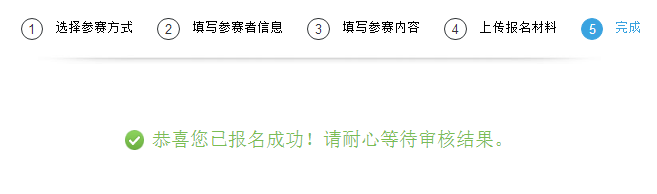 1 选择参赛方式 2 填写参赛者信息 3 填写参赛内容 4 上传报名材料 5 完成
恭喜您已报名成功！请耐心等待审核结果。